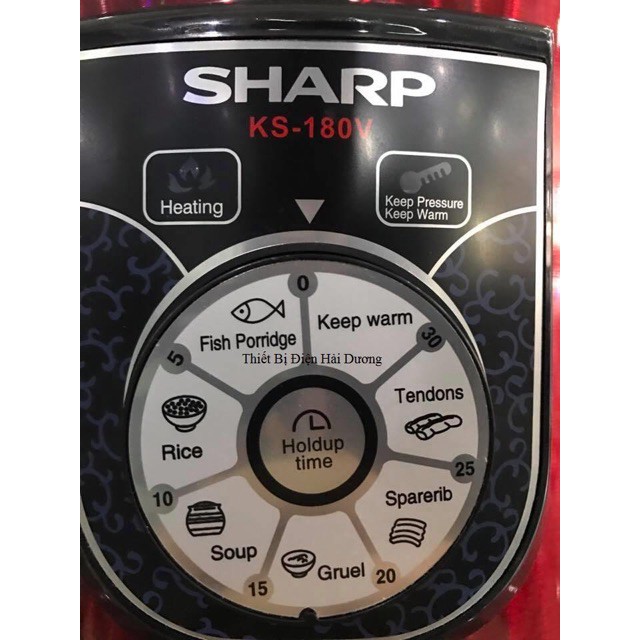 SHARP
KS-180V
Heating
Keep Pressure
Keep Warm
0
Fish Porridge
Keep warm
30
5
Thiết Bị Điện Hải Dương
Tendons
Rice
Holdup
time
25
10
Sparerib
Soup
Gruel
15
20